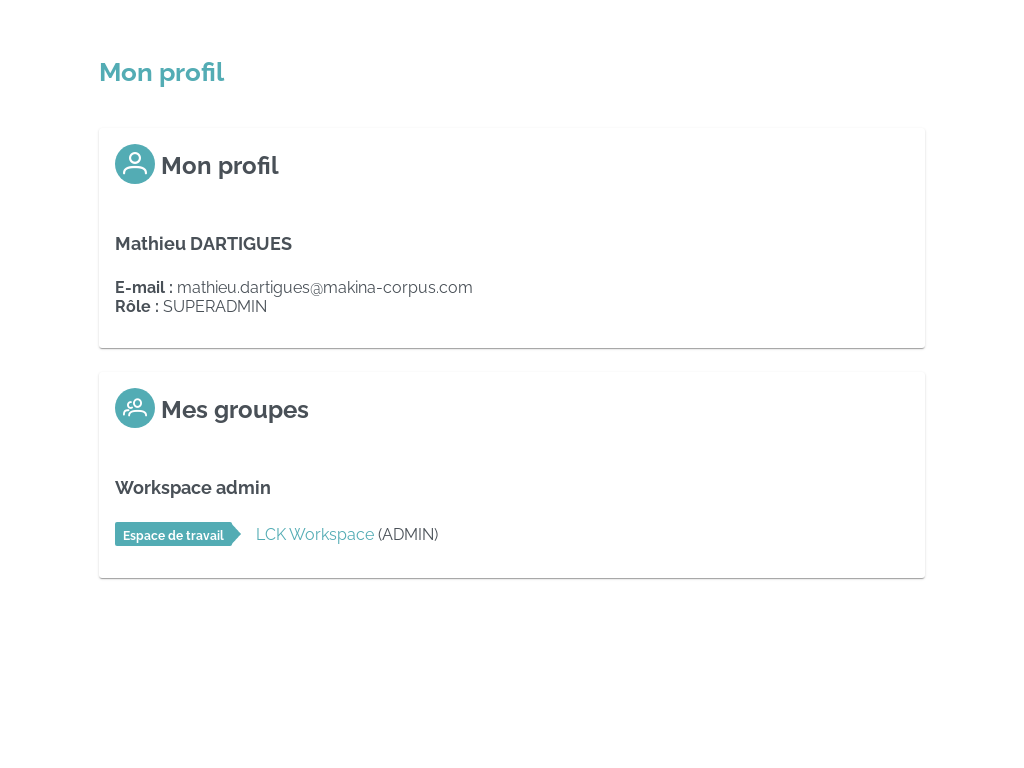 Mon profil
Mon profil
Mathieu DARTIGUES
E-mail : mathieu.dartigues@makina-corpus.com
Rôle : SUPERADMIN
Mes groupes
Workspace admin
Espace de travail LCK Workspace (ADMIN)